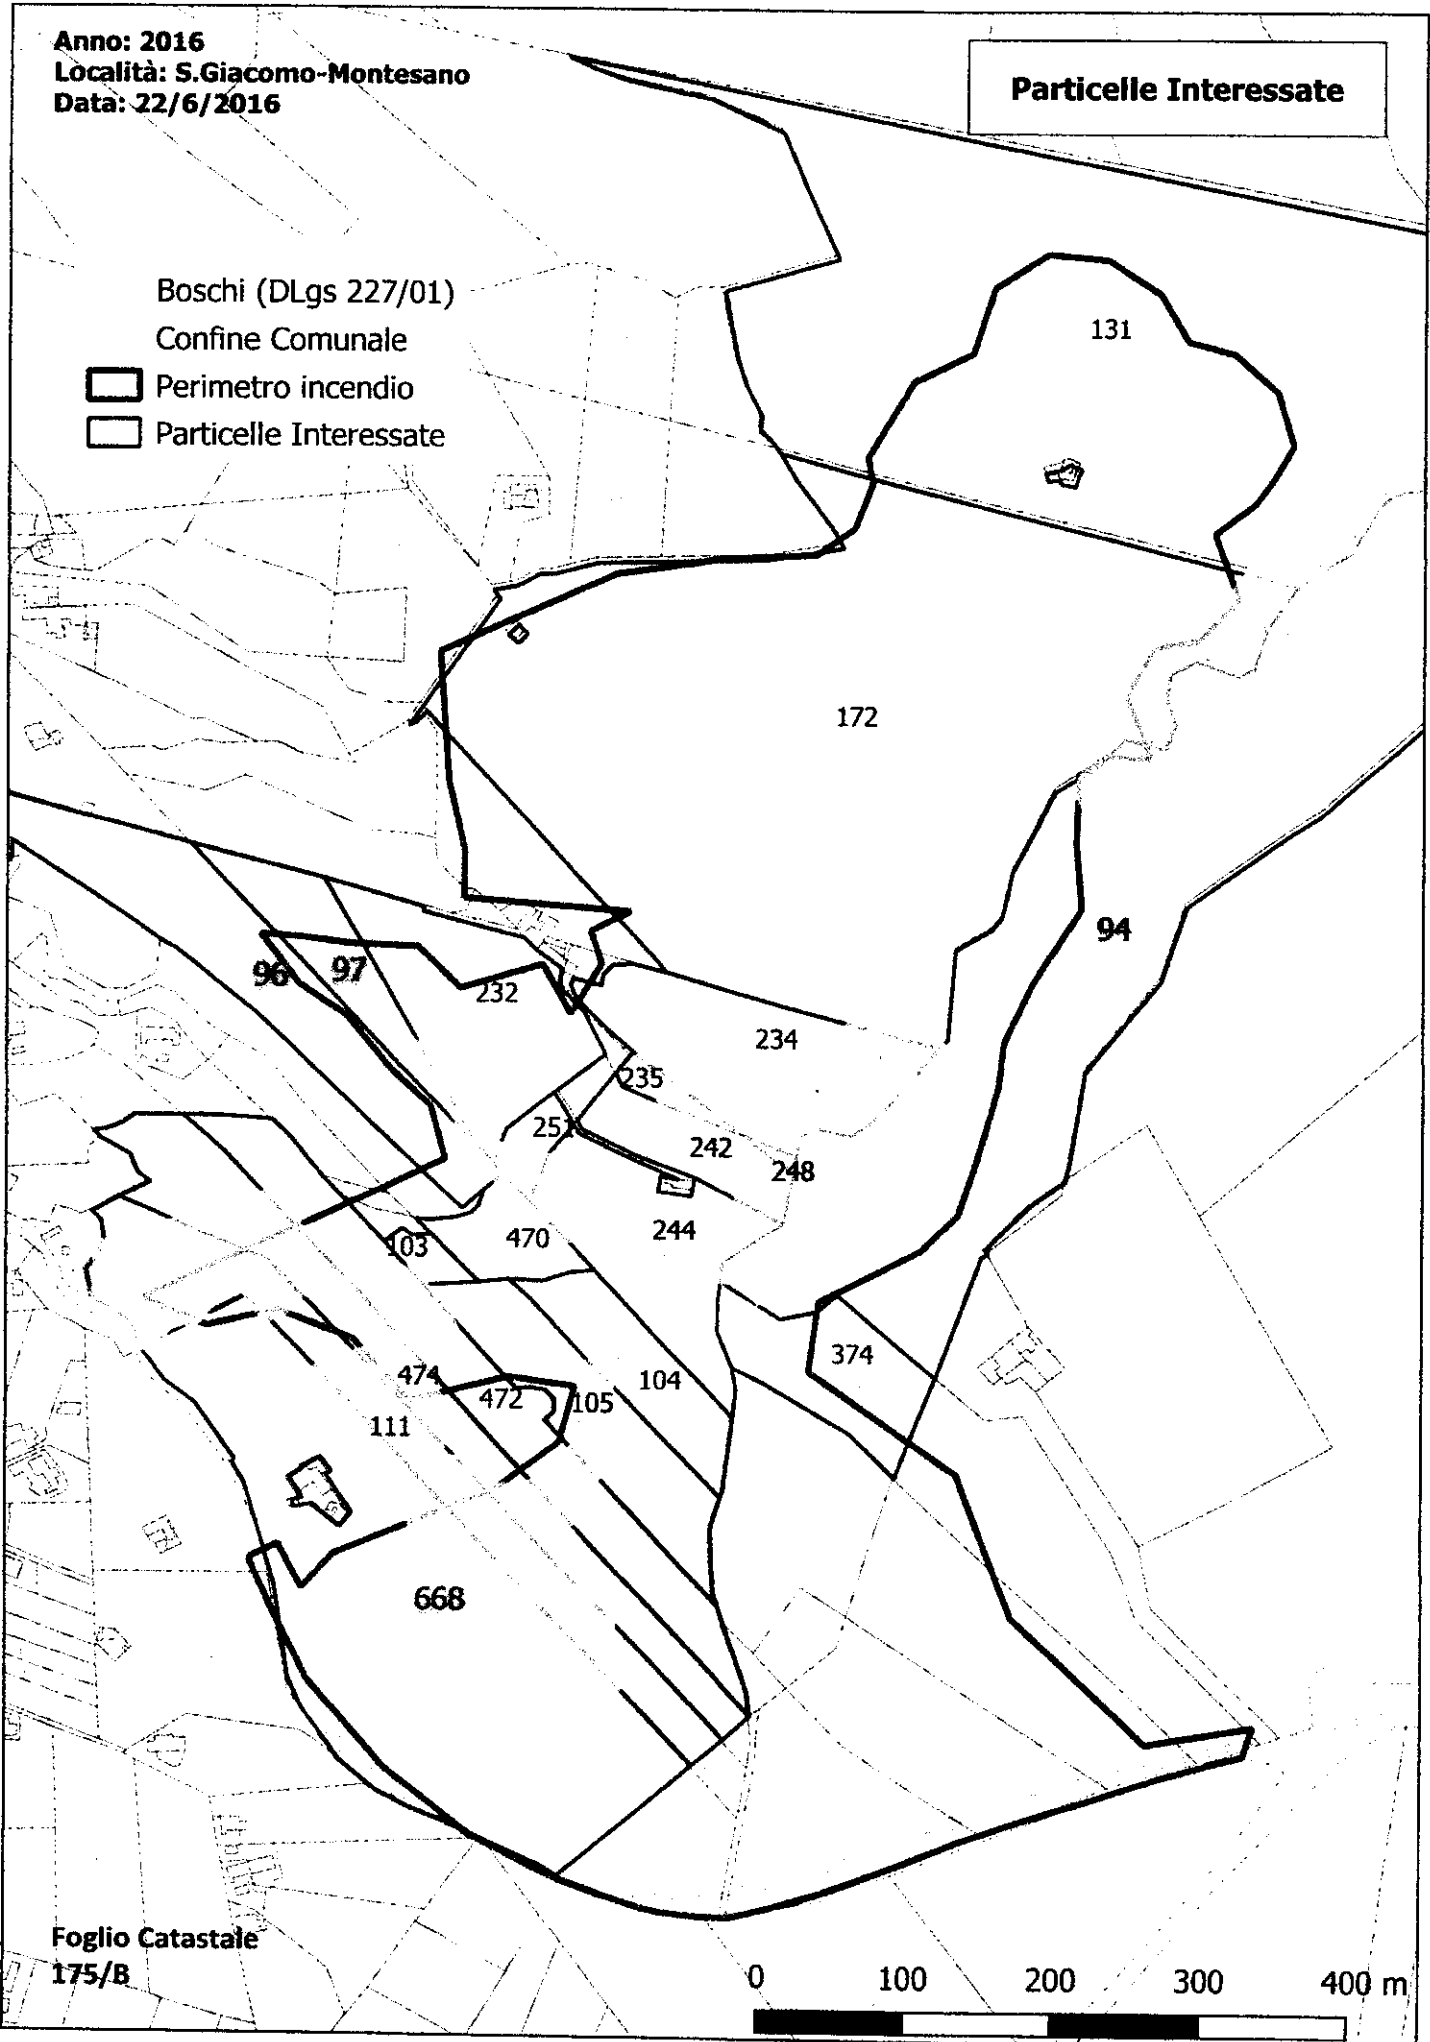 Anno: 2016
Località: S.Giacomo-Montesano
Data: 22/6/2016
Particelle Interessate
Boschi (DLgs 227/01)
Confine Comunale
Perimetro incendio
Particelle Interessate
131
172
94
96
97
232
234
235
251
242
248
244
103
470
374
474
472
105
104
111
668
Foglio Catastale
175/B
0 100 200 300 400 m